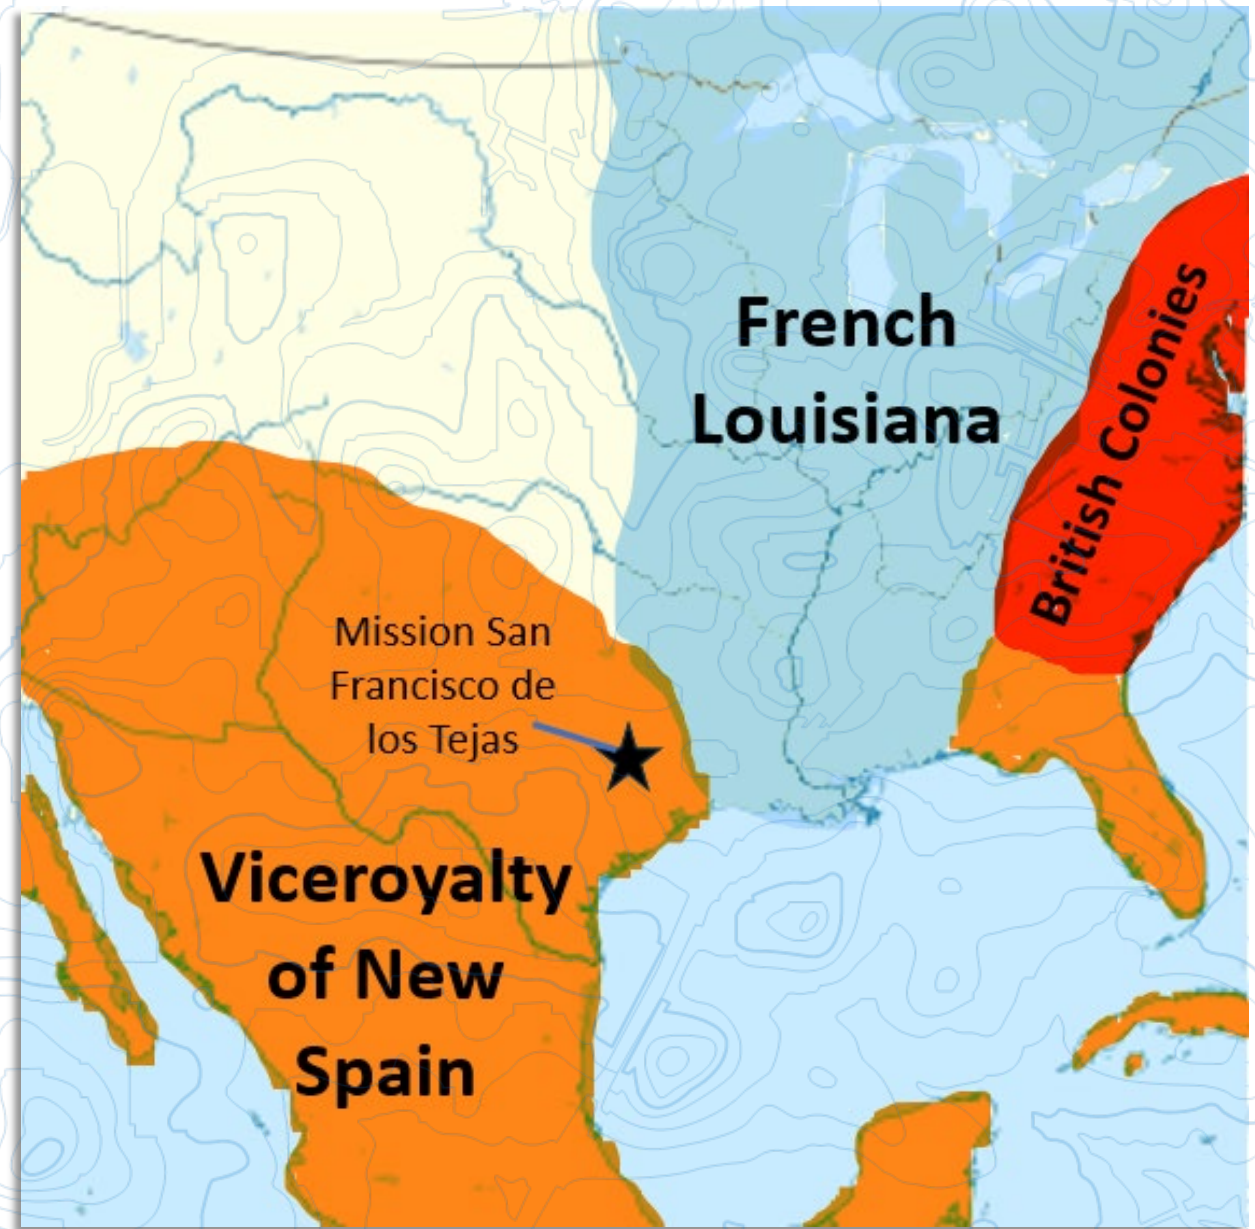 French
Louisiana
British Colonies
Mission San
Francisco de
los Tejas
Viceroyalty
of New
Spain